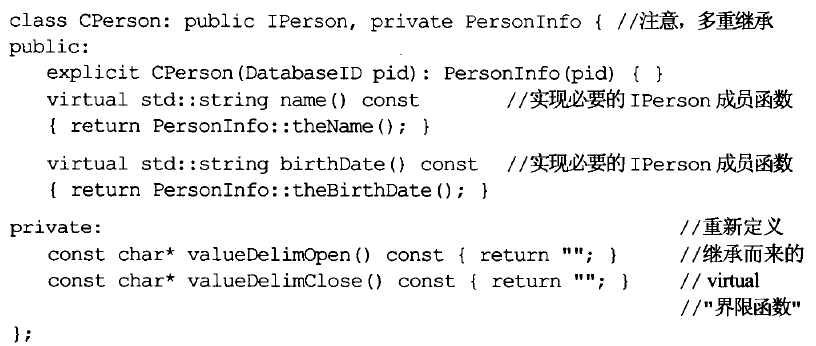 class CPerson: public IPerson, private PersonInfo { //注意，多重继承
public:
explicit CPerson(DatabaseID pid): PersonInfo(pid) { }
virtual std::string name() const //实现必要的 IPerson 成员函数
{ return PersonInfo::theName(); }
virtual std::string birthDate() const //实现必要的 IPerson 成员函数
{ return PersonInfo::theBirthDate(); }
private: //重新定义
const char* valueDelimOpen() const { return ""; } //继承而来的
const char* valueDelimClose() const { return ""; } // virtual
//"界限函数"
};